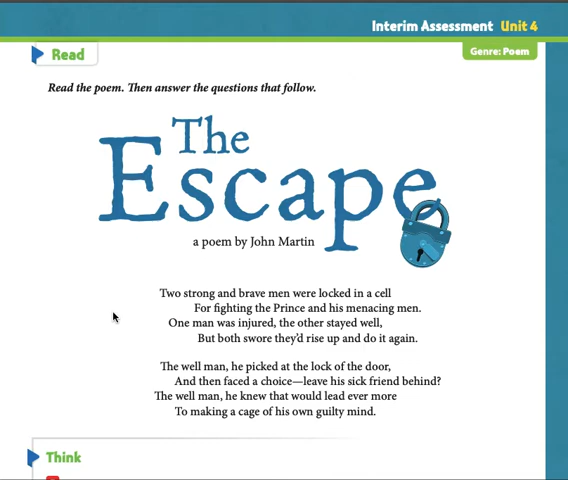 Interim Assessment Unit 4
Read
Genre: Poem
Read the poem. Then answer the questions that follow.
The
Escape
a poem by John Martin
Two strong and brave men were locked in a cell
For fighting the Prince and his menacing men.
One man was injured, the other stayed well,
But both swore they'd rise up and do it again.
The well man, he picked at the lock of the door,
And then faced a choice—leave his sick friend behind?
The well man, he knew that would lead ever more
To making a cage of his own guilty mind.
Think